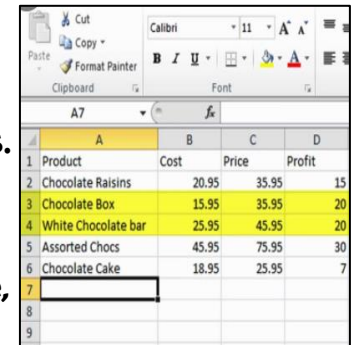 Cut
Copy
Paste
Format Painter
Clipboard
Calibri 11 A A
B I U A
Font
A7 fx
s.
A B C D
1 Product Cost Price Profit
2 Chocolate Raisins 20.95 35.95 15
3 Chocolate Box 15.95 35.95 20
4 White Chocolate bar 25.95 45.95 20
5 Assorted Chocs 45.95 75.95 30
6 Chocolate Cake 18.95 25.95 7
7
8
9